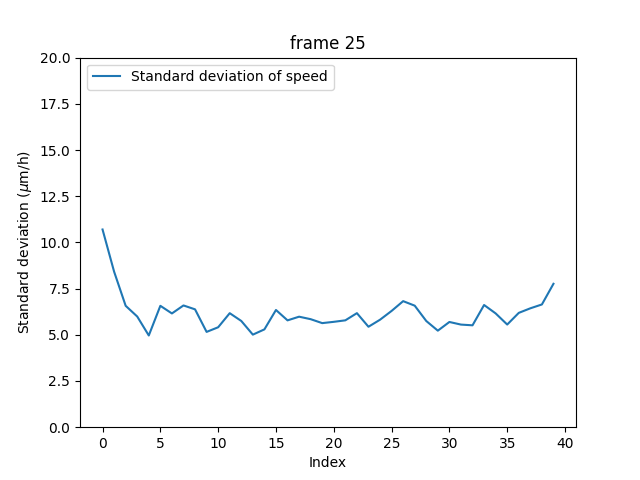 frame 25
Standard deviation of speed
20.0
17.5
15.0
12.5
10.0
7.5
5.0
2.5
0.0
Standard deviation (μm/h)
0 5 10 15 20 25 30 35 40
Index